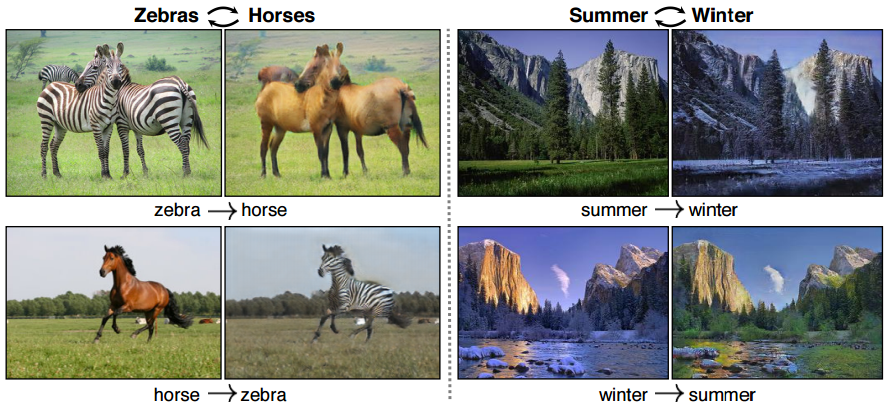 Zebras ⇄ Horses
zebra → horse
horse → zebra
Summer ⇄ Winter
summer → winter
winter → summer